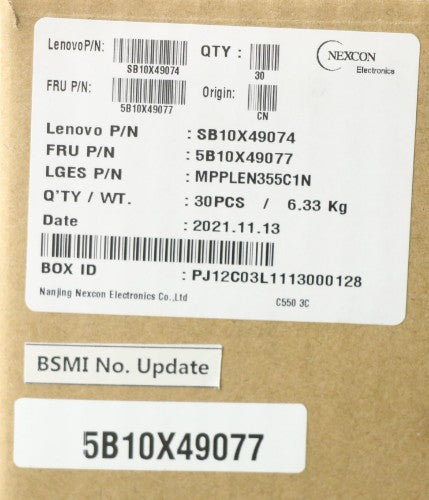 LenovoP/N: SB10X49074
QTY : 30
NEXCON
Electronics
FRU P/N: 5B10X49077
Origin: CN
Lenovo P/N : SB10X49074
FRU P/N : 5B10X49077
LGES P/N : MPPLEN355C1N
Q'TY / WT. : 30PCS / 6.33 Kg
Date : 2021.11.13
BOX ID : PJ12C03L1113000128
Nanjing Nexcon Electronics Co.,Ltd C550 3C
BSMI No. Update
5B10X49077